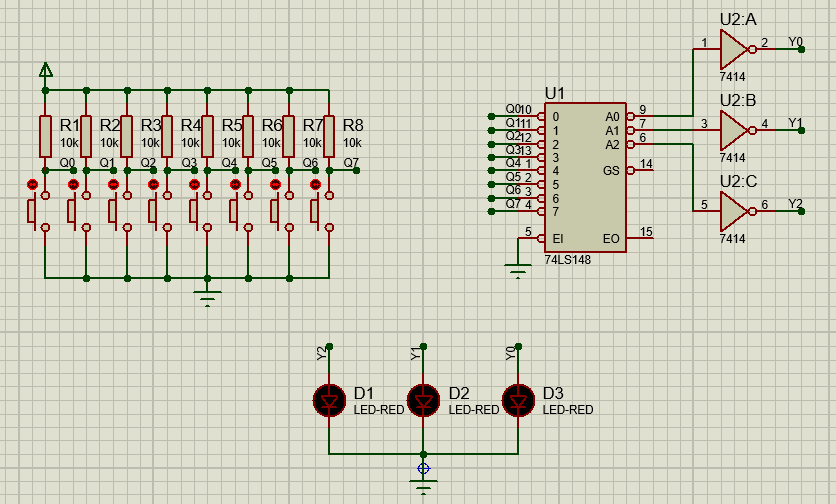 U2:A
1 2 Y0
7414
U1
R1 R2 R3 R4 R5 R6 R7 R8
10k 10k 10k 10k 10k 10k 10k 10k
Q0 Q1 Q2 Q3 Q4 Q5 Q6 Q7
Q0 10 0 A0 9
Q1 11 1 A1 7
Q2 12 2 A2 6
Q3 13 3
Q4 1 4 GS 14
Q5 2 5
Q6 3 6
Q7 4 7
5 EI EO 15
74LS148
U2:B
3 4 Y1
7414
U2:C
5 6 Y2
7414
Y2 Y1 Y0
D1 D2 D3
LED-RED LED-RED LED-RED